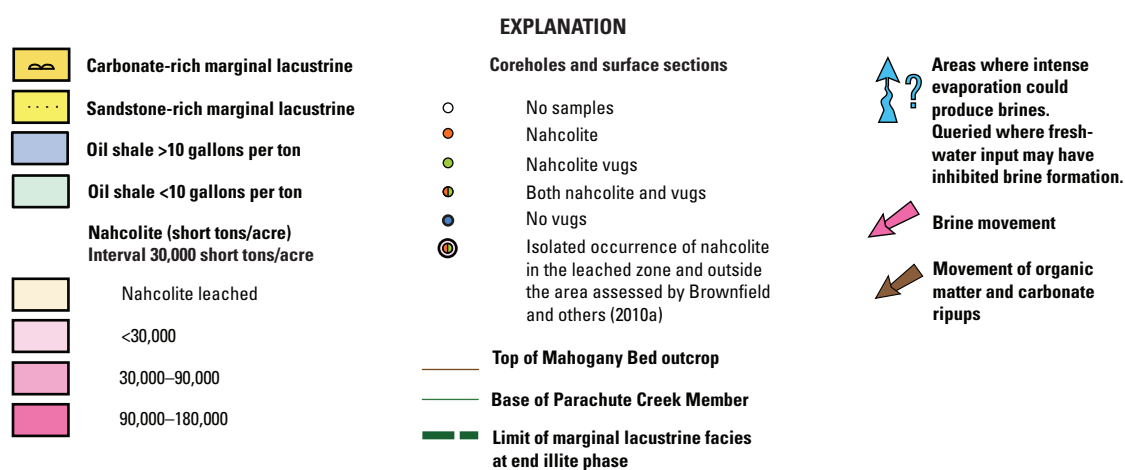 EXPLANATION
Carbonate-rich marginal lacustrine
Sandstone-rich marginal lacustrine
Oil shale >10 gallons per ton
Oil shale <10 gallons per ton
Nahcolite (short tons/acre)
Interval 30,000 short tons/acre
Nahcolite leached
<30,000
30,000–90,000
90,000–180,000
Coreholes and surface sections
No samples
Nahcolite
Nahcolite vugs
Both nahcolite and vugs
No vugs
Isolated occurrence of nahcolite
in the leached zone and outside
the area assessed by Brownfield
and others (2010a)
Top of Mahogany Bed outcrop
Base of Parachute Creek Member
Limit of marginal lacustrine facies
at end illite phase
?
Areas where intense
evaporation could
produce brines.
Queried where fresh-
water input may have
inhibited brine formation.
Brine movement
Movement of organic
matter and carbonate
ripups